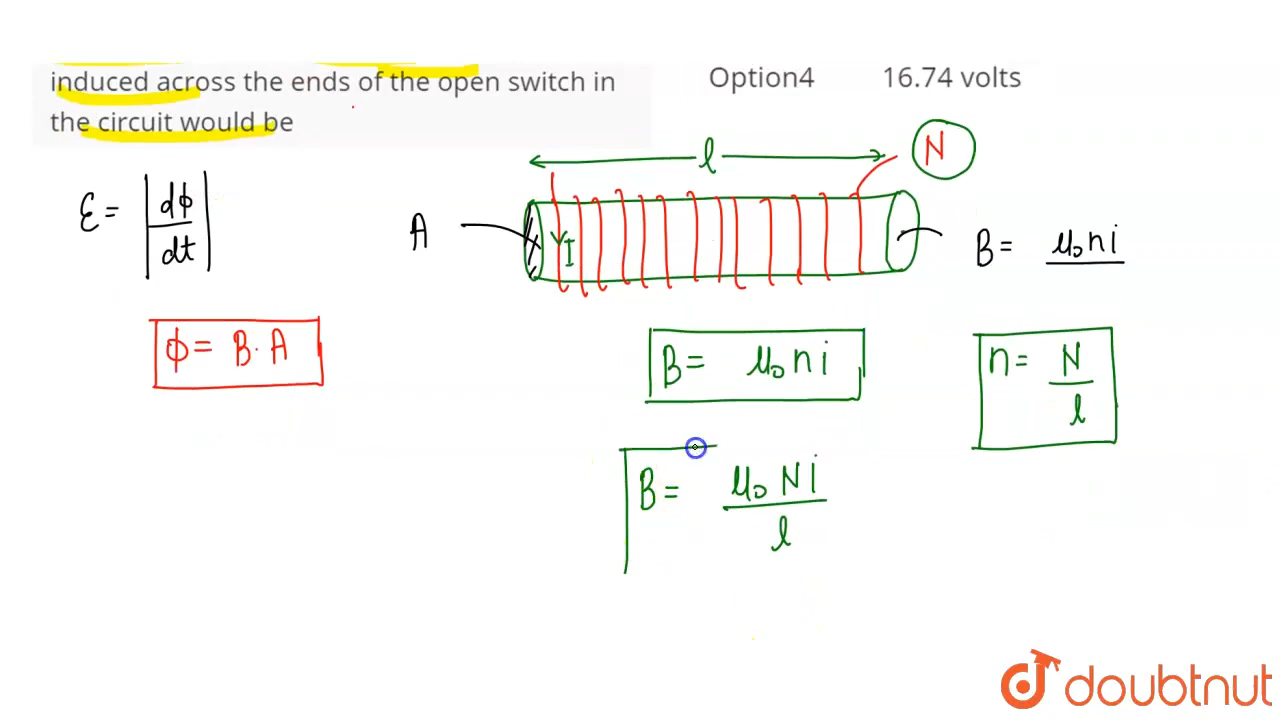 induced across the ends of the open switch in
the circuit would be
Option4 16.74 volts
l
N
ε = |dϕ/dt|
A
I
B = μ₀ni
ϕ = B·A
B = μ₀ni
n = N/l
B = μ₀Ni/l
doubtnut